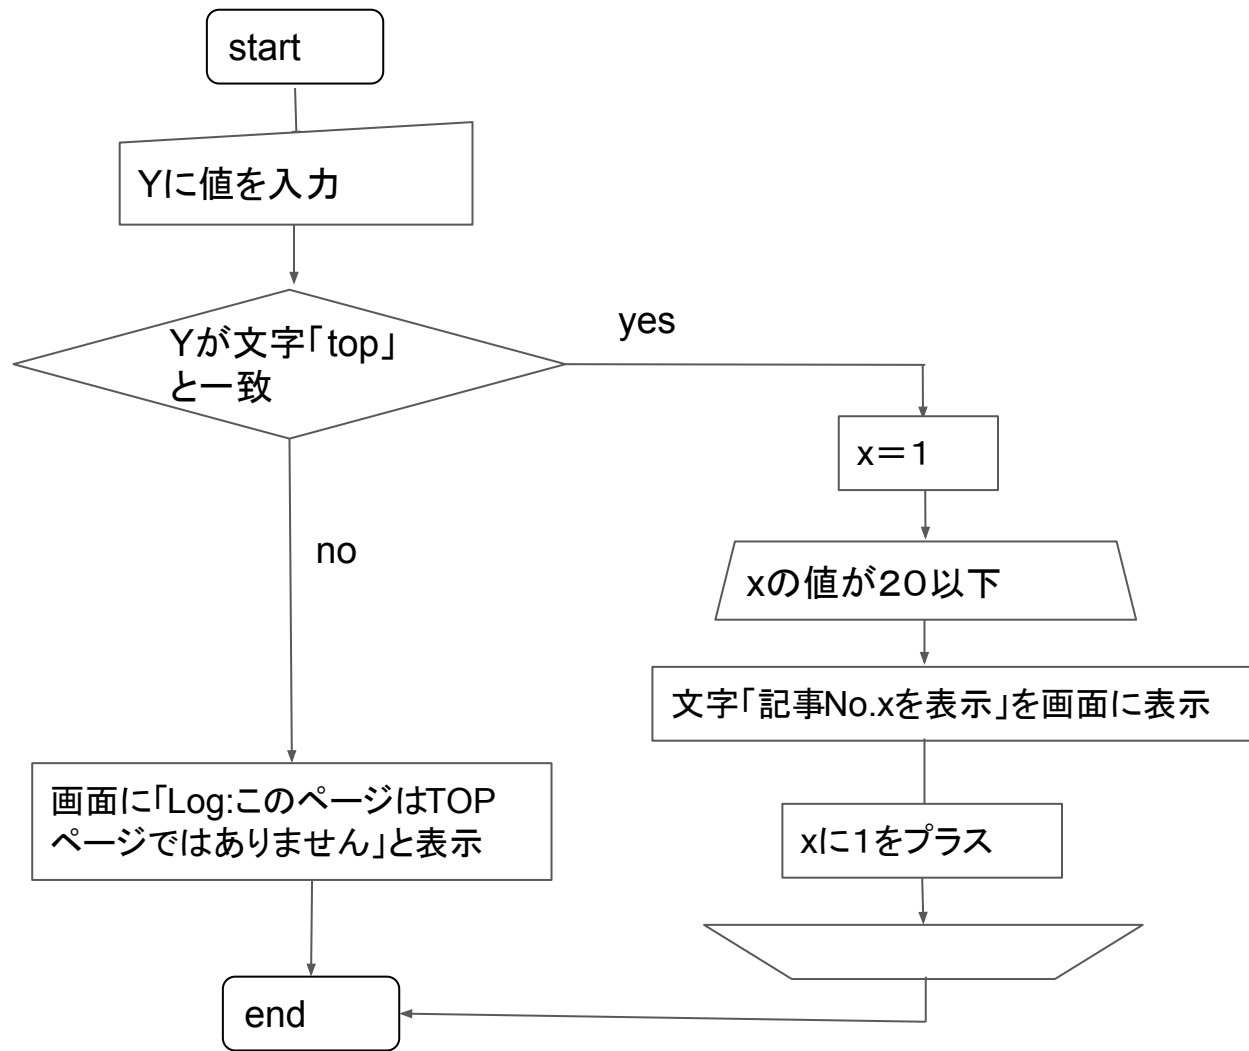 start
Yに値を入力
Yが文字「top」
と一致
yes
x＝１
no
xの値が２０以下
文字「記事No.xを表示」を画面に表示
画面に「Log:このページはTOP
ページではありません」と表示
xに１をプラス
end